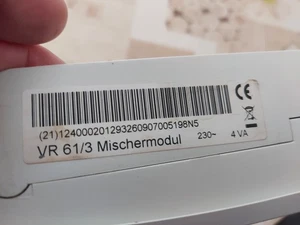 (21)124000201293260907005198N5
VR 61/3 Mischermodul 230~ 4 VA
CE